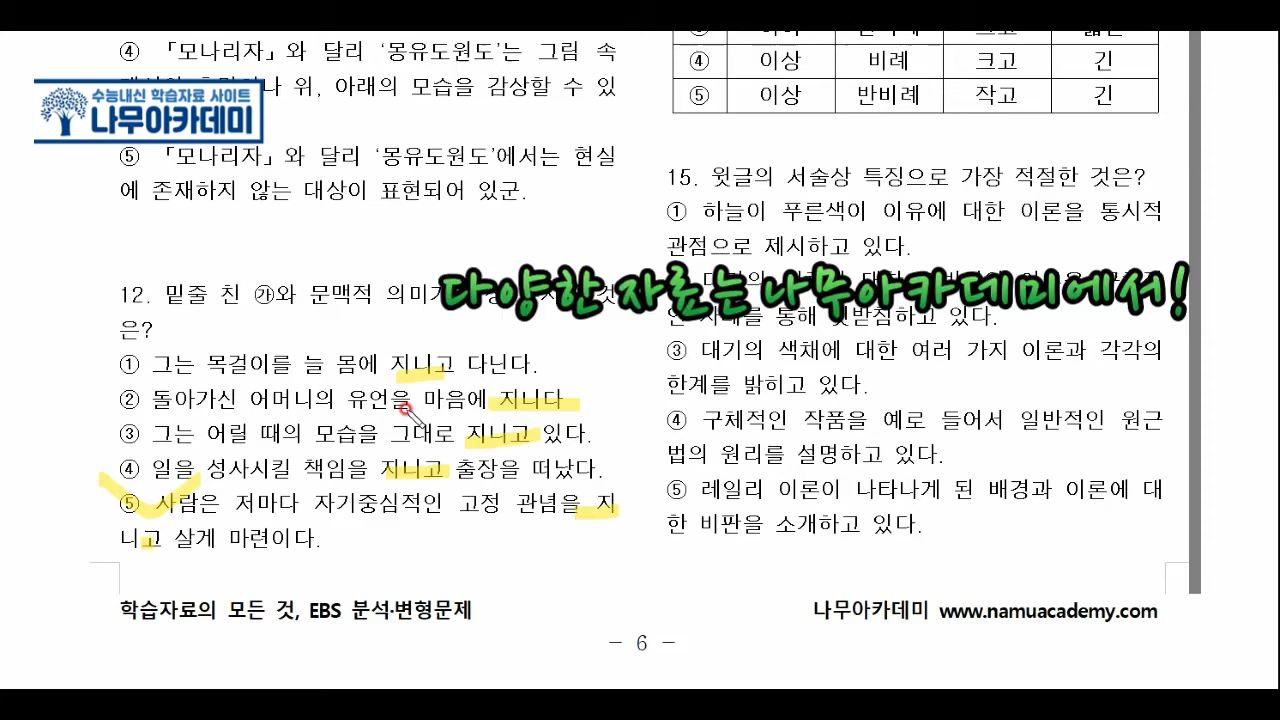 ④ 「모나리자」와 달리 ‘몽유도원도’는 그림 속
위, 아래의 모습을 감상할 수 있
수능내신 학습자료 사이트
나무아카데미
⑤ 「모나리자」와 달리 ‘몽유도원도’에서는 현실
에 존재하지 않는 대상이 표현되어 있군.
12. 밑줄 친 ㉮와 문맥적 의미가
은?
① 그는 목걸이를 늘 몸에 지니고 다닌다.
② 돌아가신 어머니의 유언을 마음에 지니다
③ 그는 어릴 때의 모습을 그대로 지니고 있다.
④ 일을 성사시킬 책임을 지니고 출장을 떠났다.
⑤ 사람은 저마다 자기중심적인 고정 관념을 지
니고 살게 마련이다.
④ 이상 비례 크고 긴
⑤ 이상 반비례 작고 긴
15. 윗글의 서술상 특징으로 가장 적절한 것은?
① 하늘이 푸른색이 이유에 대한 이론을 통시적
관점으로 제시하고 있다.
다양한 자료는 나무아카데미에서!
통해 뒷받침하고 있다.
③ 대기의 색채에 대한 여러 가지 이론과 각각의
한계를 밝히고 있다.
④ 구체적인 작품을 예로 들어서 일반적인 원근
법의 원리를 설명하고 있다.
⑤ 레일리 이론이 나타나게 된 배경과 이론에 대
한 비판을 소개하고 있다.
학습자료의 모든 것, EBS 분석·변형문제
나무아카데미 www.namuacademy.com
- 6 -